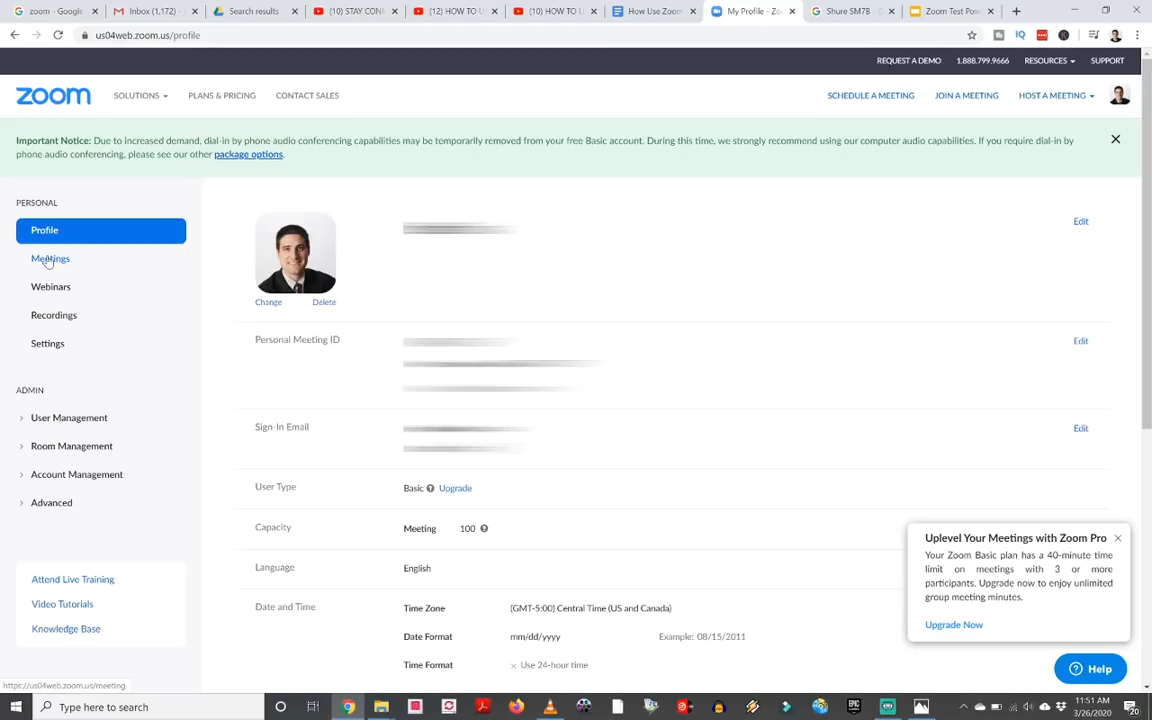 zoom - Google
Inbox (1,172) - j
Search results
(10) STAY CON
(12) HOW TO U
(10) HOW TO U
How Use Zoom
My Profile - Zo
Shure SM7B - C
Zoom Test Pow
us04web.zoom.us/profile
REQUEST A DEMO 1.888.799.9666 RESOURCES SUPPORT
zoom SOLUTIONS PLANS & PRICING CONTACT SALES SCHEDULE A MEETING JOIN A MEETING HOST A MEETING
Important Notice: Due to increased demand, dial-in by phone audio conferencing capabilities may be temporarily removed from your free Basic account. During this time, we strongly recommend using our computer audio capabilities. If you require dial-in by
phone audio conferencing, please see our other package options.
PERSONAL
Profile
Meetings
Webinars
Recordings
Settings
ADMIN
User Management
Room Management
Account Management
Advanced
Attend Live Training
Video Tutorials
Knowledge Base
Change Delete
Edit
Personal Meeting ID
Edit
Sign-In Email
Edit
User Type Basic Upgrade
Capacity Meeting 100
Language English
Date and Time Time Zone (GMT-5:00) Central Time (US and Canada)
Date Format mm/dd/yyyy Example: 08/15/2011
Time Format × Use 24-hour time
Uplevel Your Meetings with Zoom Pro
Your Zoom Basic plan has a 40-minute time
limit on meetings with 3 or more
participants. Upgrade now to enjoy unlimited
group meeting minutes.
Upgrade Now
Help
https://us04web.zoom.us/meeting
Type here to search
11:51 AM
3/26/2020
20